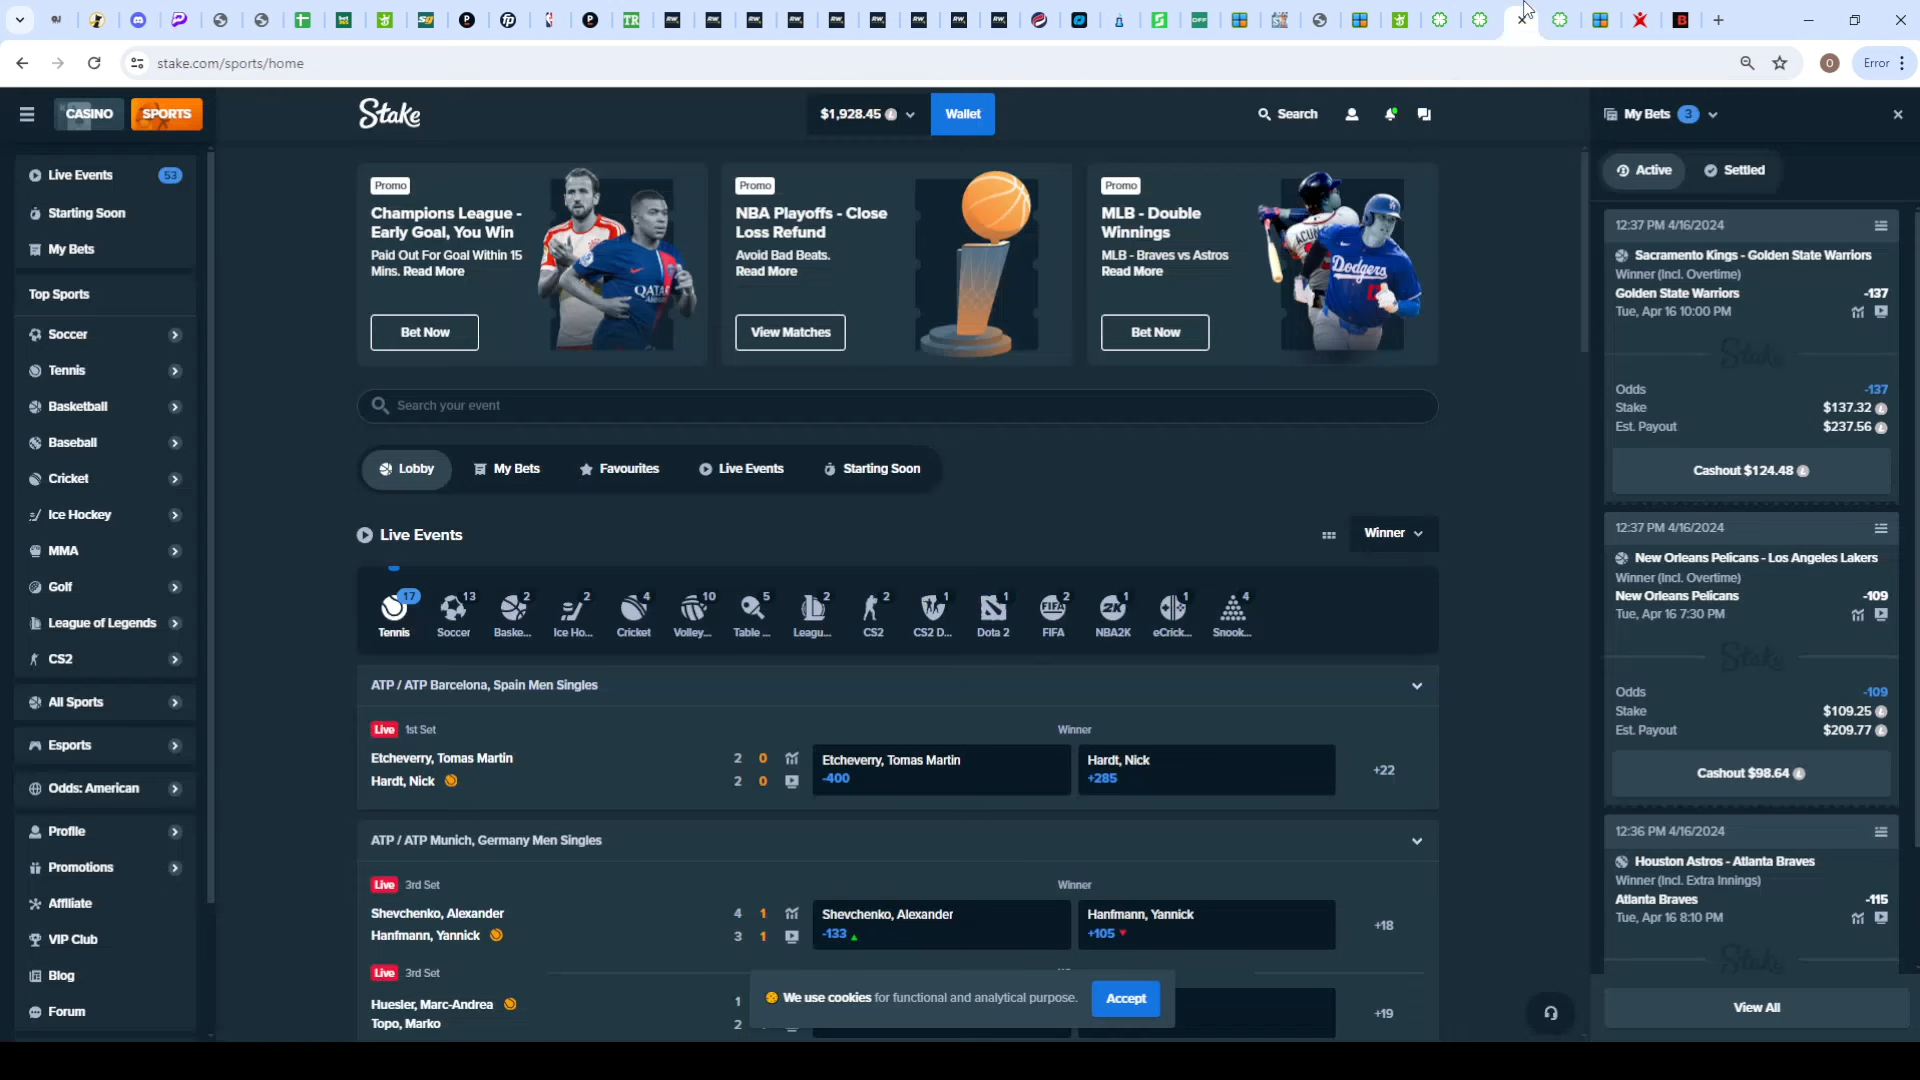 stake.com/sports/home
Error
CASINO
SPORTS
Stake
$1,928.45
Wallet
Search
My Bets 3
Live Events 53
Starting Soon
My Bets
Top Sports
Soccer
Tennis
Basketball
Baseball
Cricket
Ice Hockey
MMA
Golf
League of Legends
CS2
All Sports
Esports
Odds: American
Profile
Promotions
Affiliate
VIP Club
Blog
Forum
Promo
Champions League -
Early Goal, You Win
Paid Out For Goal Within 15
Mins. Read More
Bet Now
Promo
NBA Playoffs - Close
Loss Refund
Avoid Bad Beats.
Read More
View Matches
Promo
MLB - Double
Winnings
MLB - Braves vs Astros
Read More
Bet Now
Search your event
Lobby
My Bets
Favourites
Live Events
Starting Soon
Live Events
Winner
17
Tennis
13
Soccer
2
Baske...
2
Ice Ho...
4
Cricket
10
Volley...
5
Table ...
2
Leagu...
2
CS2
1
CS2 D...
1
Dota 2
2
FIFA
1
NBA2K
1
eCrick...
4
Snook...
ATP / ATP Barcelona, Spain Men Singles
Live 1st Set
Winner
Etcheverry, Tomas Martin 2 0
Hardt, Nick 2 0
Etcheverry, Tomas Martin
-400
Hardt, Nick
+285
+22
ATP / ATP Munich, Germany Men Singles
Live 3rd Set
Winner
Shevchenko, Alexander 4 1
Hanfmann, Yannick 3 1
Shevchenko, Alexander
-133
Hanfmann, Yannick
+105
+18
Live 3rd Set
Huesler, Marc-Andrea 1
Topo, Marko 2
+19
We use cookies for functional and analytical purpose.
Accept
Active
Settled
12:37 PM 4/16/2024
Sacramento Kings - Golden State Warriors
Winner (Incl. Overtime)
Golden State Warriors -137
Tue, Apr 16 10:00 PM
Stake
Odds -137
Stake $137.32
Est. Payout $237.56
Cashout $124.48
12:37 PM 4/16/2024
New Orleans Pelicans - Los Angeles Lakers
Winner (Incl. Overtime)
New Orleans Pelicans -109
Tue, Apr 16 7:30 PM
Stake
Odds -109
Stake $109.25
Est. Payout $209.77
Cashout $98.64
12:36 PM 4/16/2024
Houston Astros - Atlanta Braves
Winner (Incl. Extra Innings)
Atlanta Braves -115
Tue, Apr 16 8:10 PM
Stake
View All